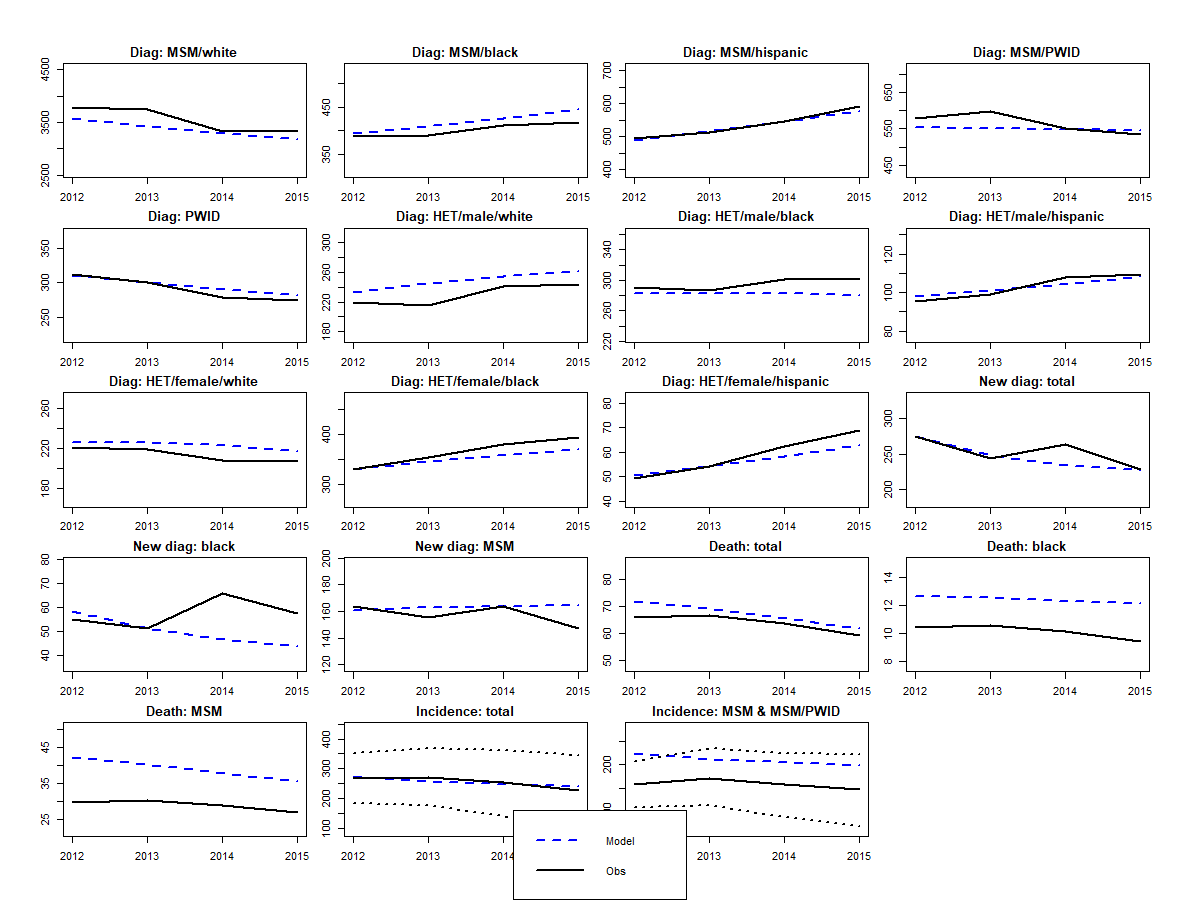 Diag: MSM/white
Diag: MSM/black
Diag: MSM/hispanic
Diag: MSM/PWID
2500 3500 4500
350 450
400 500 600 700
450 550 650
2012 2013 2014 2015
2012 2013 2014 2015
2012 2013 2014 2015
2012 2013 2014 2015
Diag: PWID
Diag: HET/male/white
Diag: HET/male/black
Diag: HET/male/hispanic
250 300 350
180 220 260 300
220 260 300 340
80 100 120
2012 2013 2014 2015
2012 2013 2014 2015
2012 2013 2014 2015
2012 2013 2014 2015
Diag: HET/female/white
Diag: HET/female/black
Diag: HET/female/hispanic
New diag: total
180 220 260
300 400
40 50 60 70 80
200 250 300
2012 2013 2014 2015
2012 2013 2014 2015
2012 2013 2014 2015
2012 2013 2014 2015
New diag: black
New diag: MSM
Death: total
Death: black
40 50 60 70 80
120 140 160 180 200
50 60 70 80
8 10 12 14
2012 2013 2014 2015
2012 2013 2014 2015
2012 2013 2014 2015
2012 2013 2014 2015
Death: MSM
Incidence: total
Incidence: MSM & MSM/PWID
25 35 45
100 200 300 400
200
2012 2013 2014 2015
2012 2013 2014
2013 2014 2015
Model
Obs